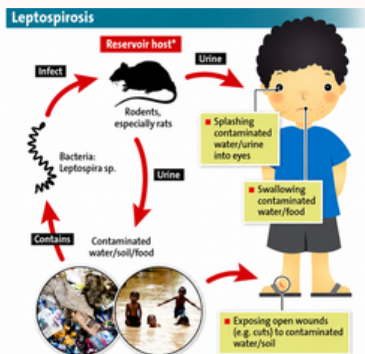 Leptospirosis
Reservoir host*
Urine
Infect
Rodents,
especially rats
Splashing
contaminated
water/urine
into eyes
Bacteria:
Leptospira sp.
Urine
Swallowing
contaminated
water/food
Contains
Contaminated
water/soil/food
Exposing open wounds
(e.g. cuts) to contaminated
water/soil